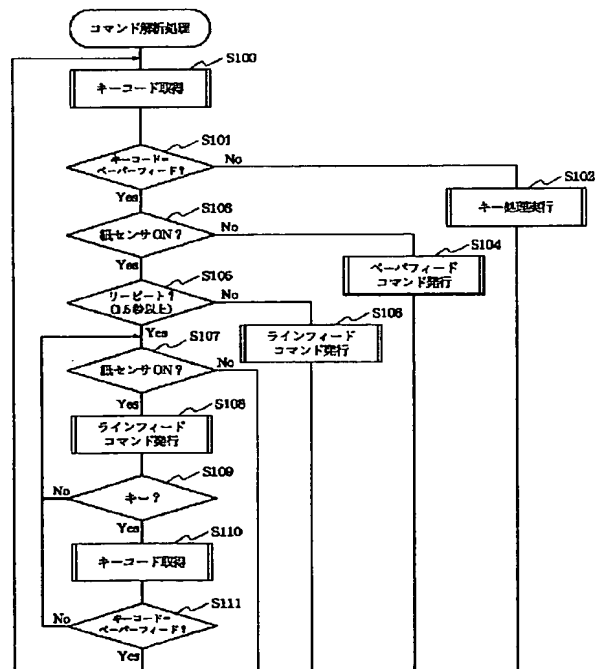 コマンド解析処理
S100
キーコード取得
S101
キーコード=
ペーパーフィード?
No
Yes
S102
キー処理実行
S103
紙センサON?
No
Yes
S104
ペーパフィード
コマンド発行
S105
リーピート?
(0.5秒以上)
No
Yes
S106
ラインフィード
コマンド発行
S107
紙センサON?
No
Yes
S108
ラインフィード
コマンド発行
S109
キー?
No
Yes
S110
キーコード取得
S111
キーコード=
ペーパーフィード?
No
Yes